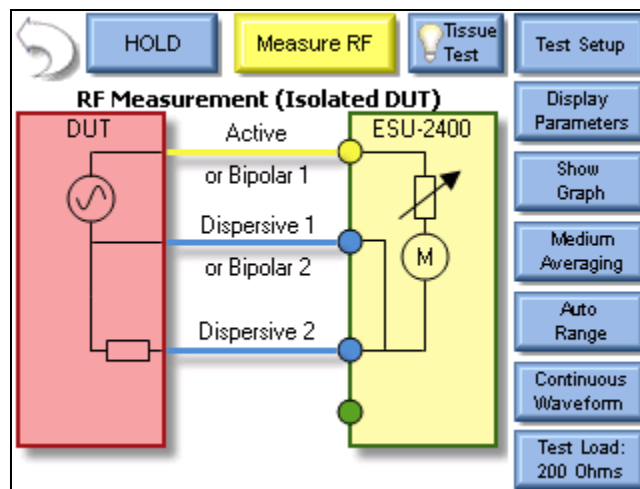 HOLD
Measure RF
Tissue
Test
Test Setup
RF Measurement (Isolated DUT)
DUT
Active
or Bipolar 1
Dispersive 1
or Bipolar 2
Dispersive 2
ESU-2400
M
Display
Parameters
Show
Graph
Medium
Averaging
Auto
Range
Continuous
Waveform
Test Load:
200 Ohms